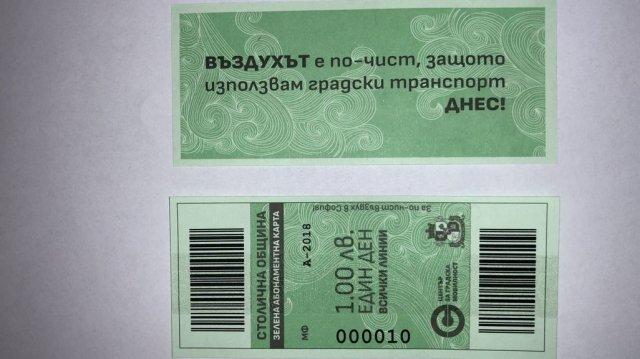 ВЪЗДУХЪТ е по-чист, защото
използвам градски транспорт
ДНЕС!
СТОЛИЧНА ОБЩИНА
ЗЕЛЕНА АБОНАМЕНТНА КАРТА
А-2018
МФ
1.00 лв.
ЕДИН ДЕН
ВСИЧКИ ЛИНИИ
000010
За по-чист въздух в София!
ЦЕНТЪР
ЗА ГРАДСКА
МОБИЛНОСТ